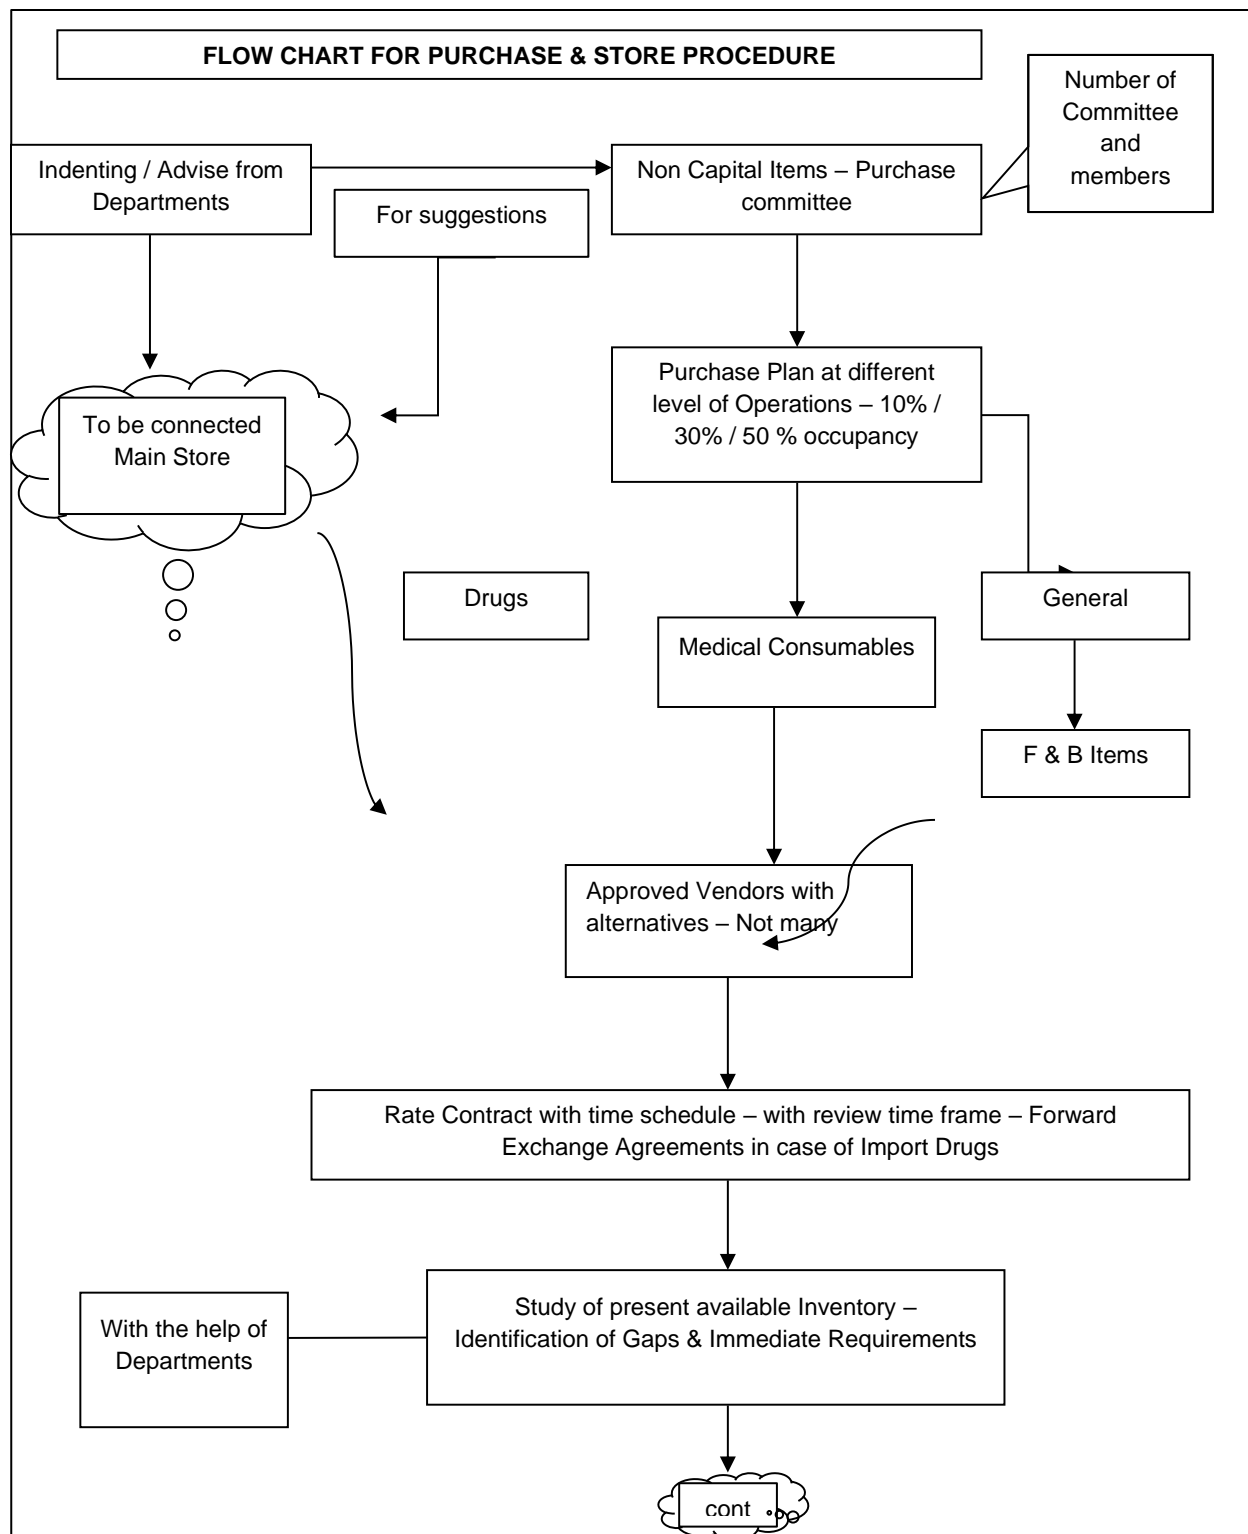 FLOW CHART FOR PURCHASE & STORE PROCEDURE
Number of
Committee
and
members
Indenting / Advise from
Departments
Non Capital Items – Purchase
committee
For suggestions
Purchase Plan at different
level of Operations – 10% /
30% / 50 % occupancy
To be connected
Main Store
Drugs
General
Medical Consumables
F & B Items
Approved Vendors with
alternatives – Not many
Rate Contract with time schedule – with review time frame – Forward
Exchange Agreements in case of Import Drugs
Study of present available Inventory –
Identification of Gaps & Immediate Requirements
With the help of
Departments
cont